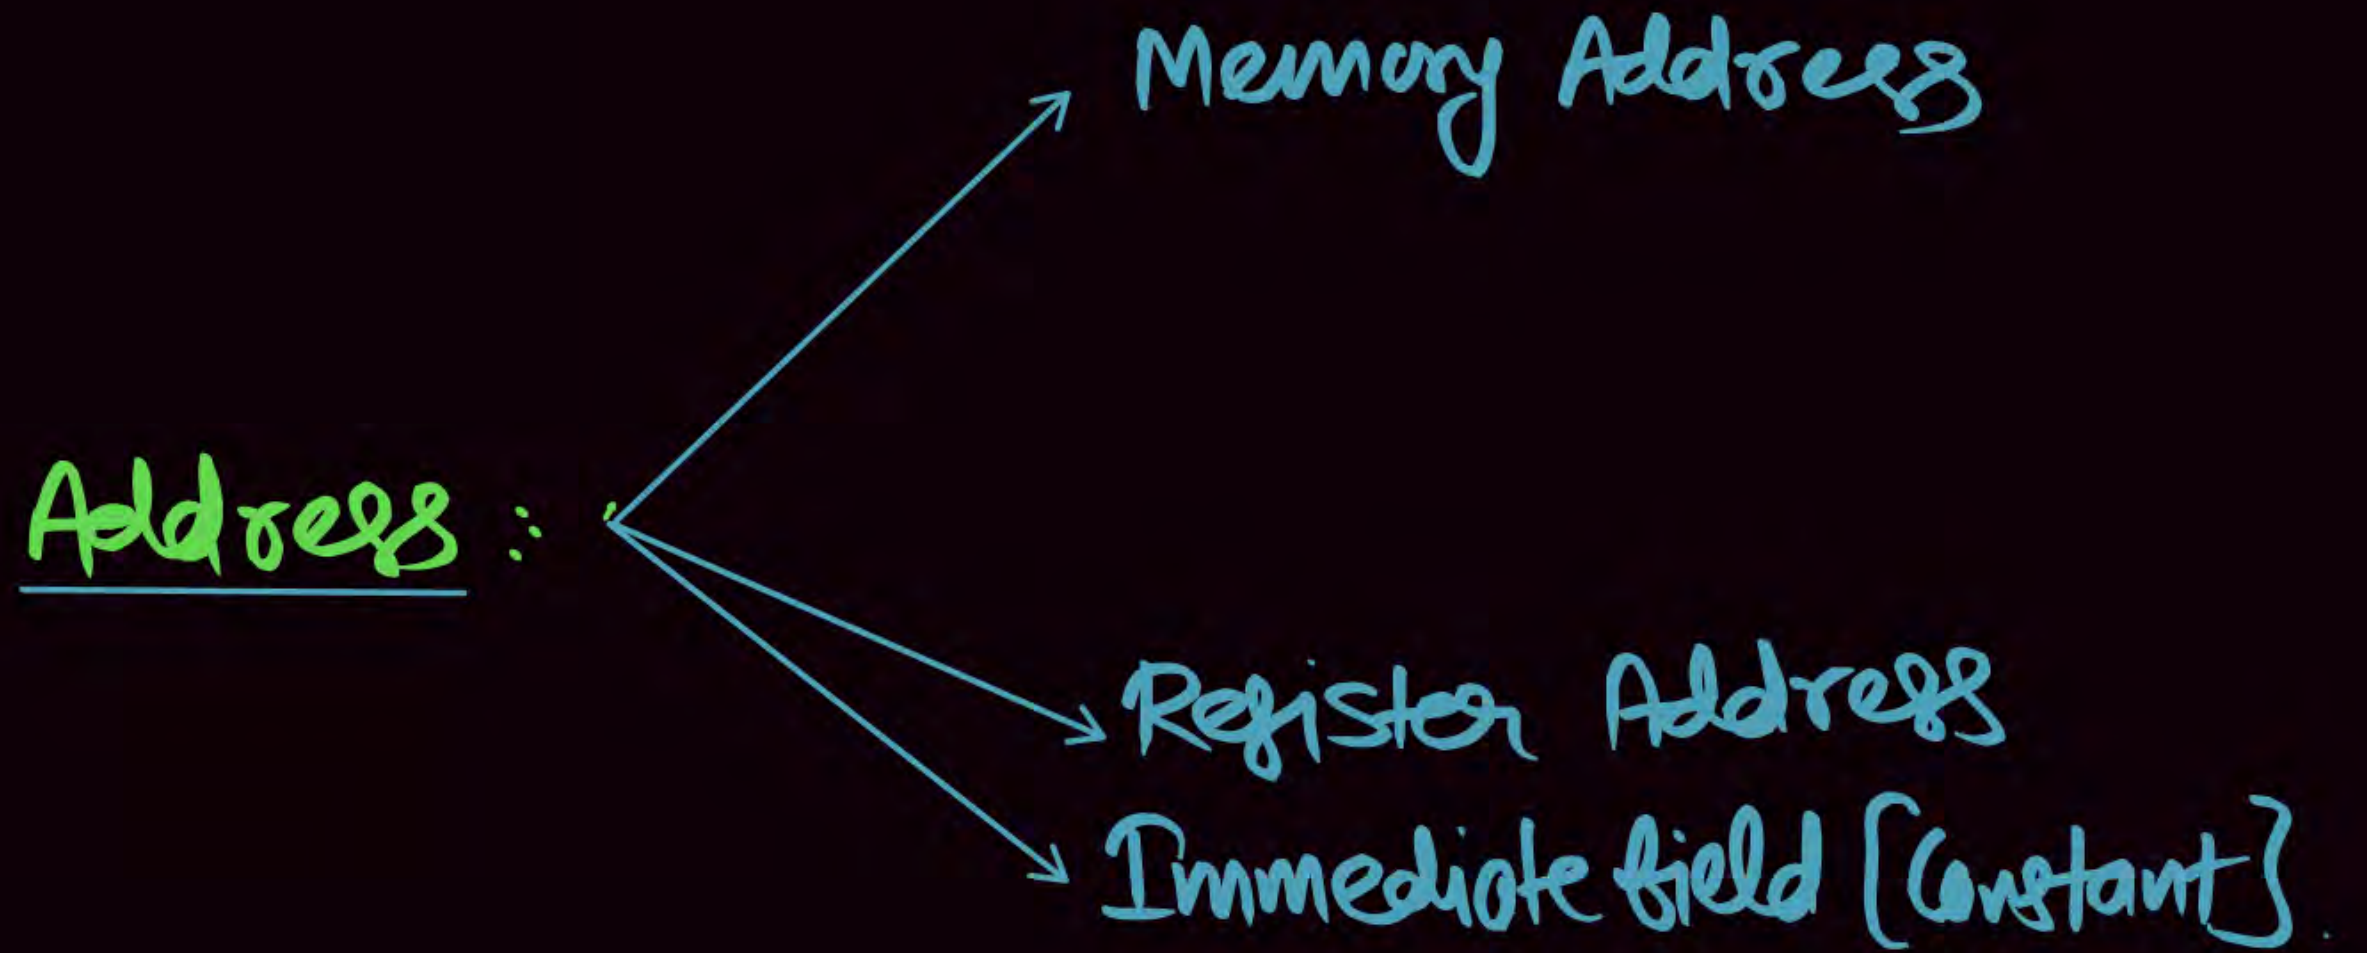 Memory Address
Address :
Register Address
Immediate field [Constant].